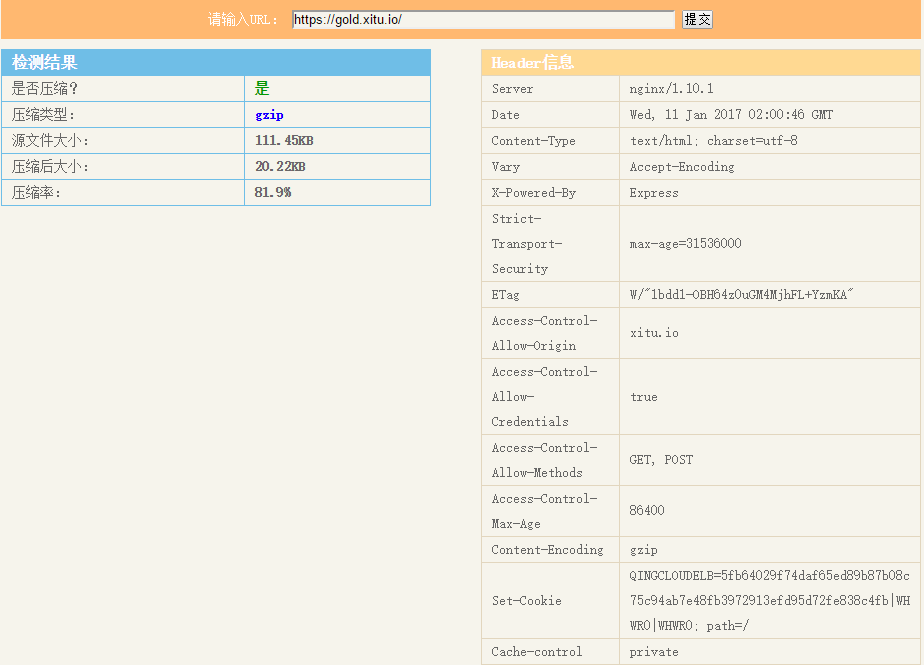 请输入URL： https://gold.xitu.io/ 提交
检测结果
是否压缩？ 是
压缩类型： gzip
源文件大小： 111.45KB
压缩后大小： 20.22KB
压缩率： 81.9%
Header信息
Server nginx/1.10.1
Date Wed, 11 Jan 2017 02:00:46 GMT
Content-Type text/html; charset=utf-8
Vary Accept-Encoding
X-Powered-By Express
Strict-
Transport- max-age=31536000
Security
ETag W/"1bdd1-OBH64zOuGM4MjhFL+YzmKA"
Access-Control-
Allow-Origin xitu.io
Access-Control-
Allow- true
Credentials
Access-Control-
Allow-Methods GET, POST
Access-Control-
Max-Age 86400
Content-Encoding gzip
QINGCLOUDELB=5fb64029f74daf65ed89b87b08c
Set-Cookie 75c94ab7e48fb3972913efd95d72fe838c4fb|WH
WRO|WHWRO; path=/
Cache-control private